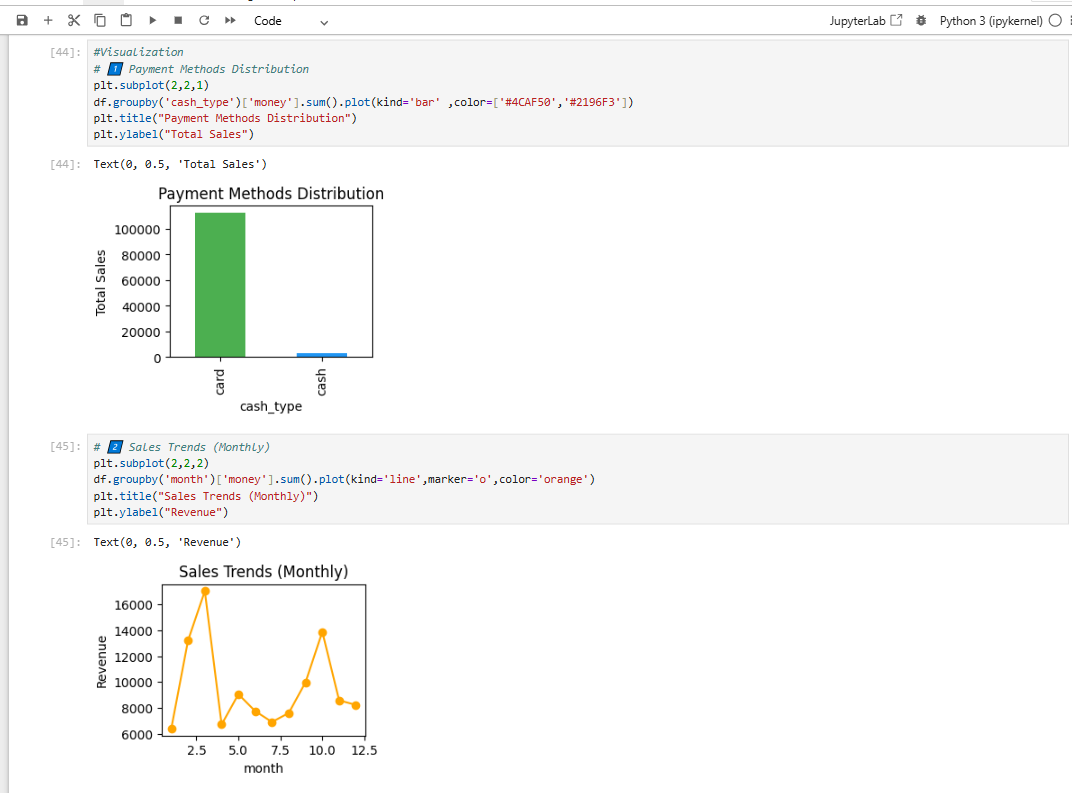 Code
JupyterLab
Python 3 (ipykernel)
[44]:
#Visualization
# 1️⃣ Payment Methods Distribution
plt.subplot(2,2,1)
df.groupby('cash_type')['money'].sum().plot(kind='bar' ,color=['#4CAF50','#2196F3'])
plt.title("Payment Methods Distribution")
plt.ylabel("Total Sales")
[44]:
Text(0, 0.5, 'Total Sales')
Payment Methods Distribution
Total Sales
100000
80000
60000
40000
20000
0
card
cash
cash_type
[45]:
# 2️⃣ Sales Trends (Monthly)
plt.subplot(2,2,2)
df.groupby('month')['money'].sum().plot(kind='line',marker='o',color='orange')
plt.title("Sales Trends (Monthly)")
plt.ylabel("Revenue")
[45]:
Text(0, 0.5, 'Revenue')
Sales Trends (Monthly)
Revenue
16000
14000
12000
10000
8000
6000
2.5 5.0 7.5 10.0 12.5
month